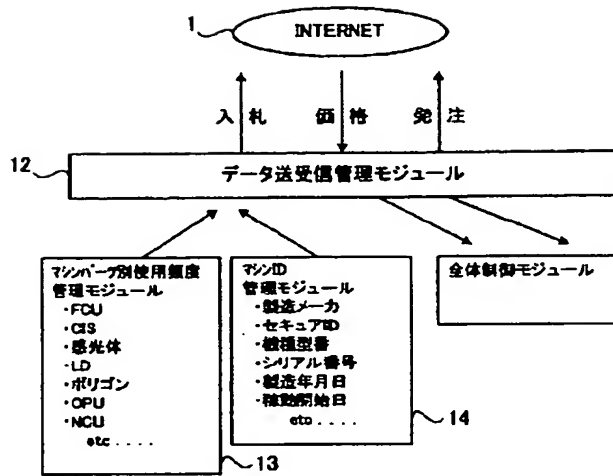 1
INTERNET
入札
価格
発注
12
データ送受信管理モジュール
マシンパーツ別使用頻度
管理モジュール
・FCU
・CIS
・感光体
・LD
・ポリゴン
・OPU
・NCU
etc ....
13
マシンID
管理モジュール
・製造メーカ
・セキュアID
・機種型番
・シリアル番号
・製造年月日
・稼動開始日
etc ....
14
全体制御モジュール